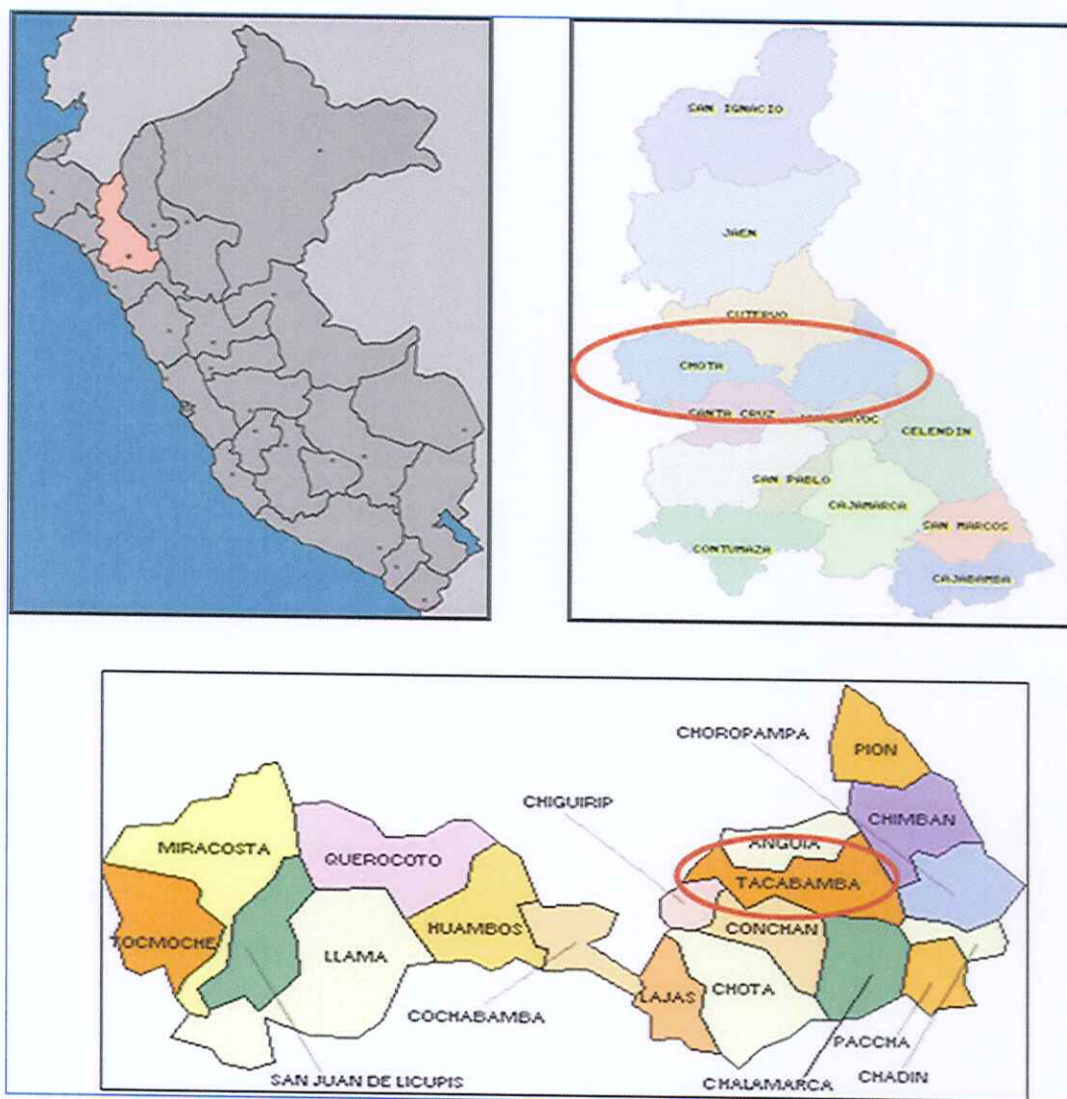 SAN IGNACIO
JAEN
CUTERVO
CHOTA
SANTA CRUZ
CELENDIN
SAN PABLO
CAJAMARCA
SAN MARCOS
CONTUMAZA
CAJABAMBA
PION
CHOROPAMPA
CHIGUIRIP
CHIMBAN
ANGUIA
MIRACOSTA
QUEROCOTO
TACABAMBA
HUAMBOS
CONCHAN
TOCMOCHE
LLAMA
LAJAS
CHOTA
COCHABAMBA
PACCHA
SAN JUAN DE LICUPIS
CHALAMARCA
CHADIN